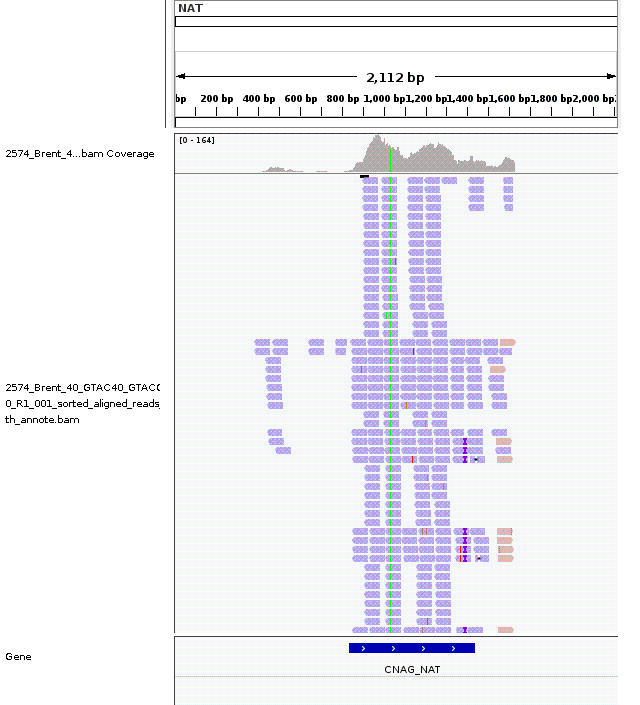 NAT
2,112 bp
bp 200 bp 400 bp 600 bp 800 bp 1,000 bp 1,200 bp 1,400 bp 1,600 bp 1,800 bp 2,000 bp
[0 - 164]
2574_Brent_4...bam Coverage
2574_Brent_40_GTAC40_GTAC(
0_R1_001_sorted_aligned_reads_
th_annote.bam
Gene
CNAG_NAT